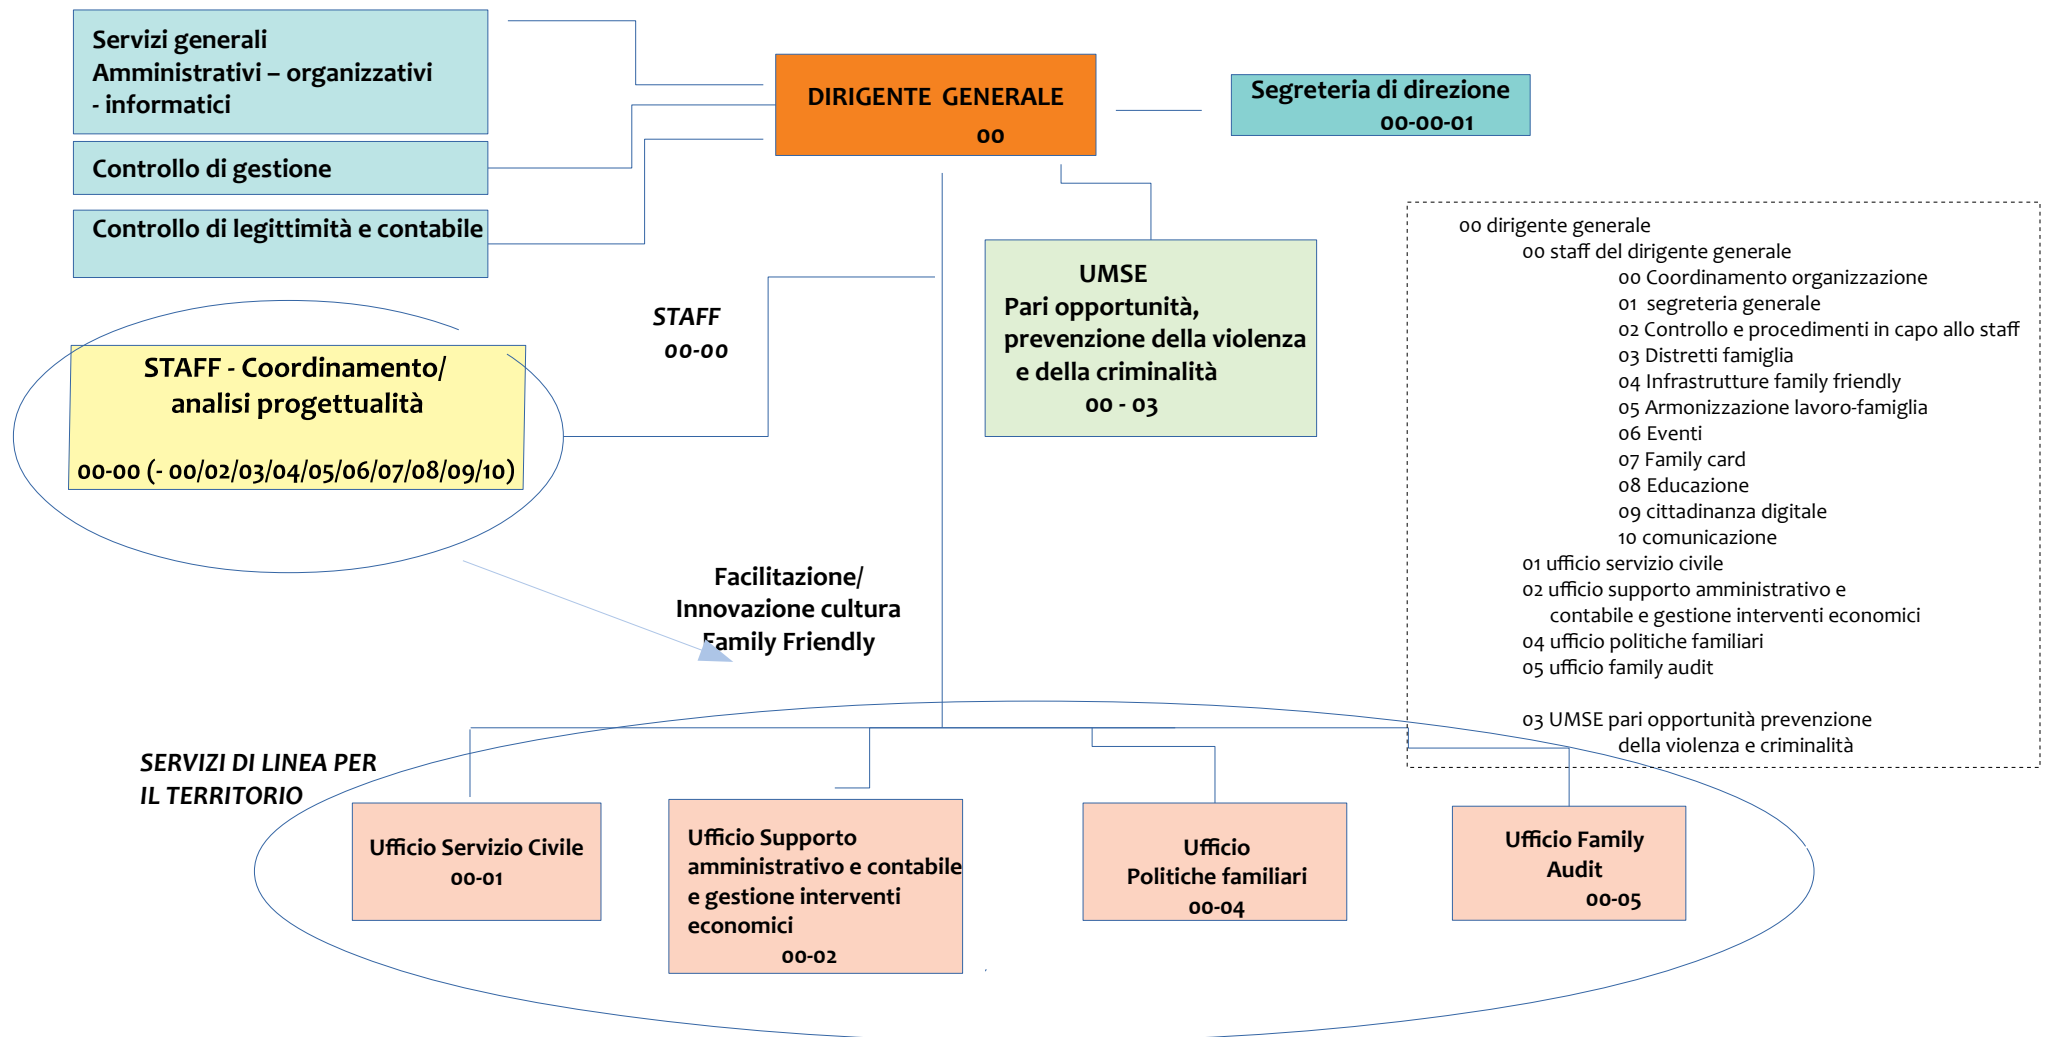 Servizi generali
Amministrativi – organizzativi
- informatici
Controllo di gestione
Controllo di legittimità e contabile
DIRIGENTE GENERALE
00
Segreteria di direzione
00-00-01
STAFF
00-00
STAFF - Coordinamento/
analisi progettualità
00-00 (- 00/02/03/04/05/06/07/08/09/10)
UMSE
Pari opportunità,
prevenzione della violenza
e della criminalità
00 - 03
00 dirigente generale
00 staff del dirigente generale
00 Coordinamento organizzazione
01 segreteria generale
02 Controllo e procedimenti in capo allo staff
03 Distretti famiglia
04 Infrastrutture family friendly
05 Armonizzazione lavoro-famiglia
06 Eventi
07 Family card
08 Educazione
09 cittadinanza digitale
10 comunicazione
01 ufficio servizio civile
02 ufficio supporto amministrativo e
contabile e gestione interventi economici
04 ufficio politiche familiari
05 ufficio family audit
03 UMSE pari opportunità prevenzione
della violenza e criminalità
Facilitazione/
Innovazione cultura
Family Friendly
SERVIZI DI LINEA PER
IL TERRITORIO
Ufficio Servizio Civile
00-01
Ufficio Supporto
amministrativo e contabile
e gestione interventi
economici
00-02
Ufficio
Politiche familiari
00-04
Ufficio Family
Audit
00-05